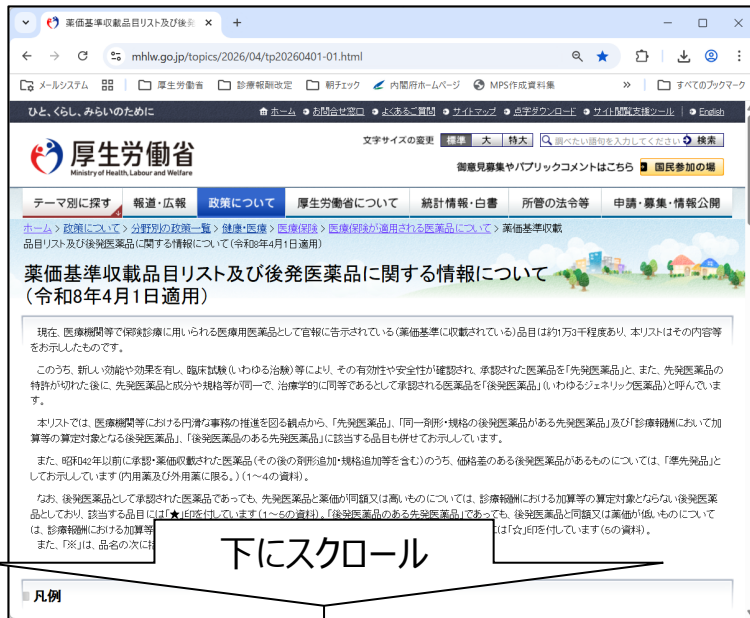 薬価基準収載品目リスト及び後発
mhlw.go.jp/topics/2026/04/tp20260401-01.html
メールシステム 厚生労働省 診療報酬改定 朝チェック 内閣府ホームページ MPS作成資料集 » すべてのブックマーク
ひと、くらし、みらいのために ホーム お問合せ窓口 よくあるご質問 サイトマップ 点字ダウンロード サイト閲覧支援ツール English
文字サイズの変更 標準 大 特大 調べたい語句を入力してください 検索
厚生労働省
Ministry of Health, Labour and Welfare
御意見募集やパブリックコメントはこちら 国民参加の場
テーマ別に探す 報道・広報 政策について 厚生労働省について 統計情報・白書 所管の法令等 申請・募集・情報公開
ホーム > 政策について > 分野別の政策一覧 > 健康・医療 > 医療保険 > 医療保険が適用される医薬品について > 薬価基準収載
品目リスト及び後発医薬品に関する情報について(令和8年4月1日適用)
薬価基準収載品目リスト及び後発医薬品に関する情報について
(令和8年4月1日適用)
現在、医療機関等で保険診療に用いられる医療用医薬品として官報に告示されている(薬価基準に収載されている)品目は約1万3千程度あり、本リストはその内容等
をお示ししたものです。
このうち、新しい効能や効果を有し、臨床試験(いわゆる治験)等により、その有効性や安全性が確認され、承認された医薬品を「先発医薬品」と、また、先発医薬品の
特許が切れた後に、先発医薬品と成分や規格等が同一で、治療学的に同等であるとして承認される医薬品を「後発医薬品」(いわゆるジェネリック医薬品)と呼んでいま
す。
本リストでは、医療機関等における円滑な事務の推進を図る観点から、「先発医薬品」、「同一剤形・規格の後発医薬品がある先発医薬品」及び「診療報酬において加
算等の算定対象となる後発医薬品」、「後発医薬品のある先発医薬品」に該当する品目も併せてお示ししています。
また、昭和42年以前に承認・薬価収載された医薬品(その後の剤形追加・規格追加等を含む)のうち、価格差のある後発医薬品があるものについては、「準先発品」と
してお示ししています(内用薬及び外用薬に限る。)(1～4の資料)。
なお、後発医薬品として承認された医薬品であっても、先発医薬品と薬価が同額又は高いものについては、診療報酬における加算等の算定対象とならない後発医薬
品としており、該当する品目には「★」印を付しています(1～5の資料)。「後発医薬品のある先発医薬品」であっても、後発医薬品と同額又は薬価が低いものについて
は、診療報酬における加算等 には「☆」印を付しています(5の資料)。
また、「※」は、品名の次に
下にスクロール
凡例